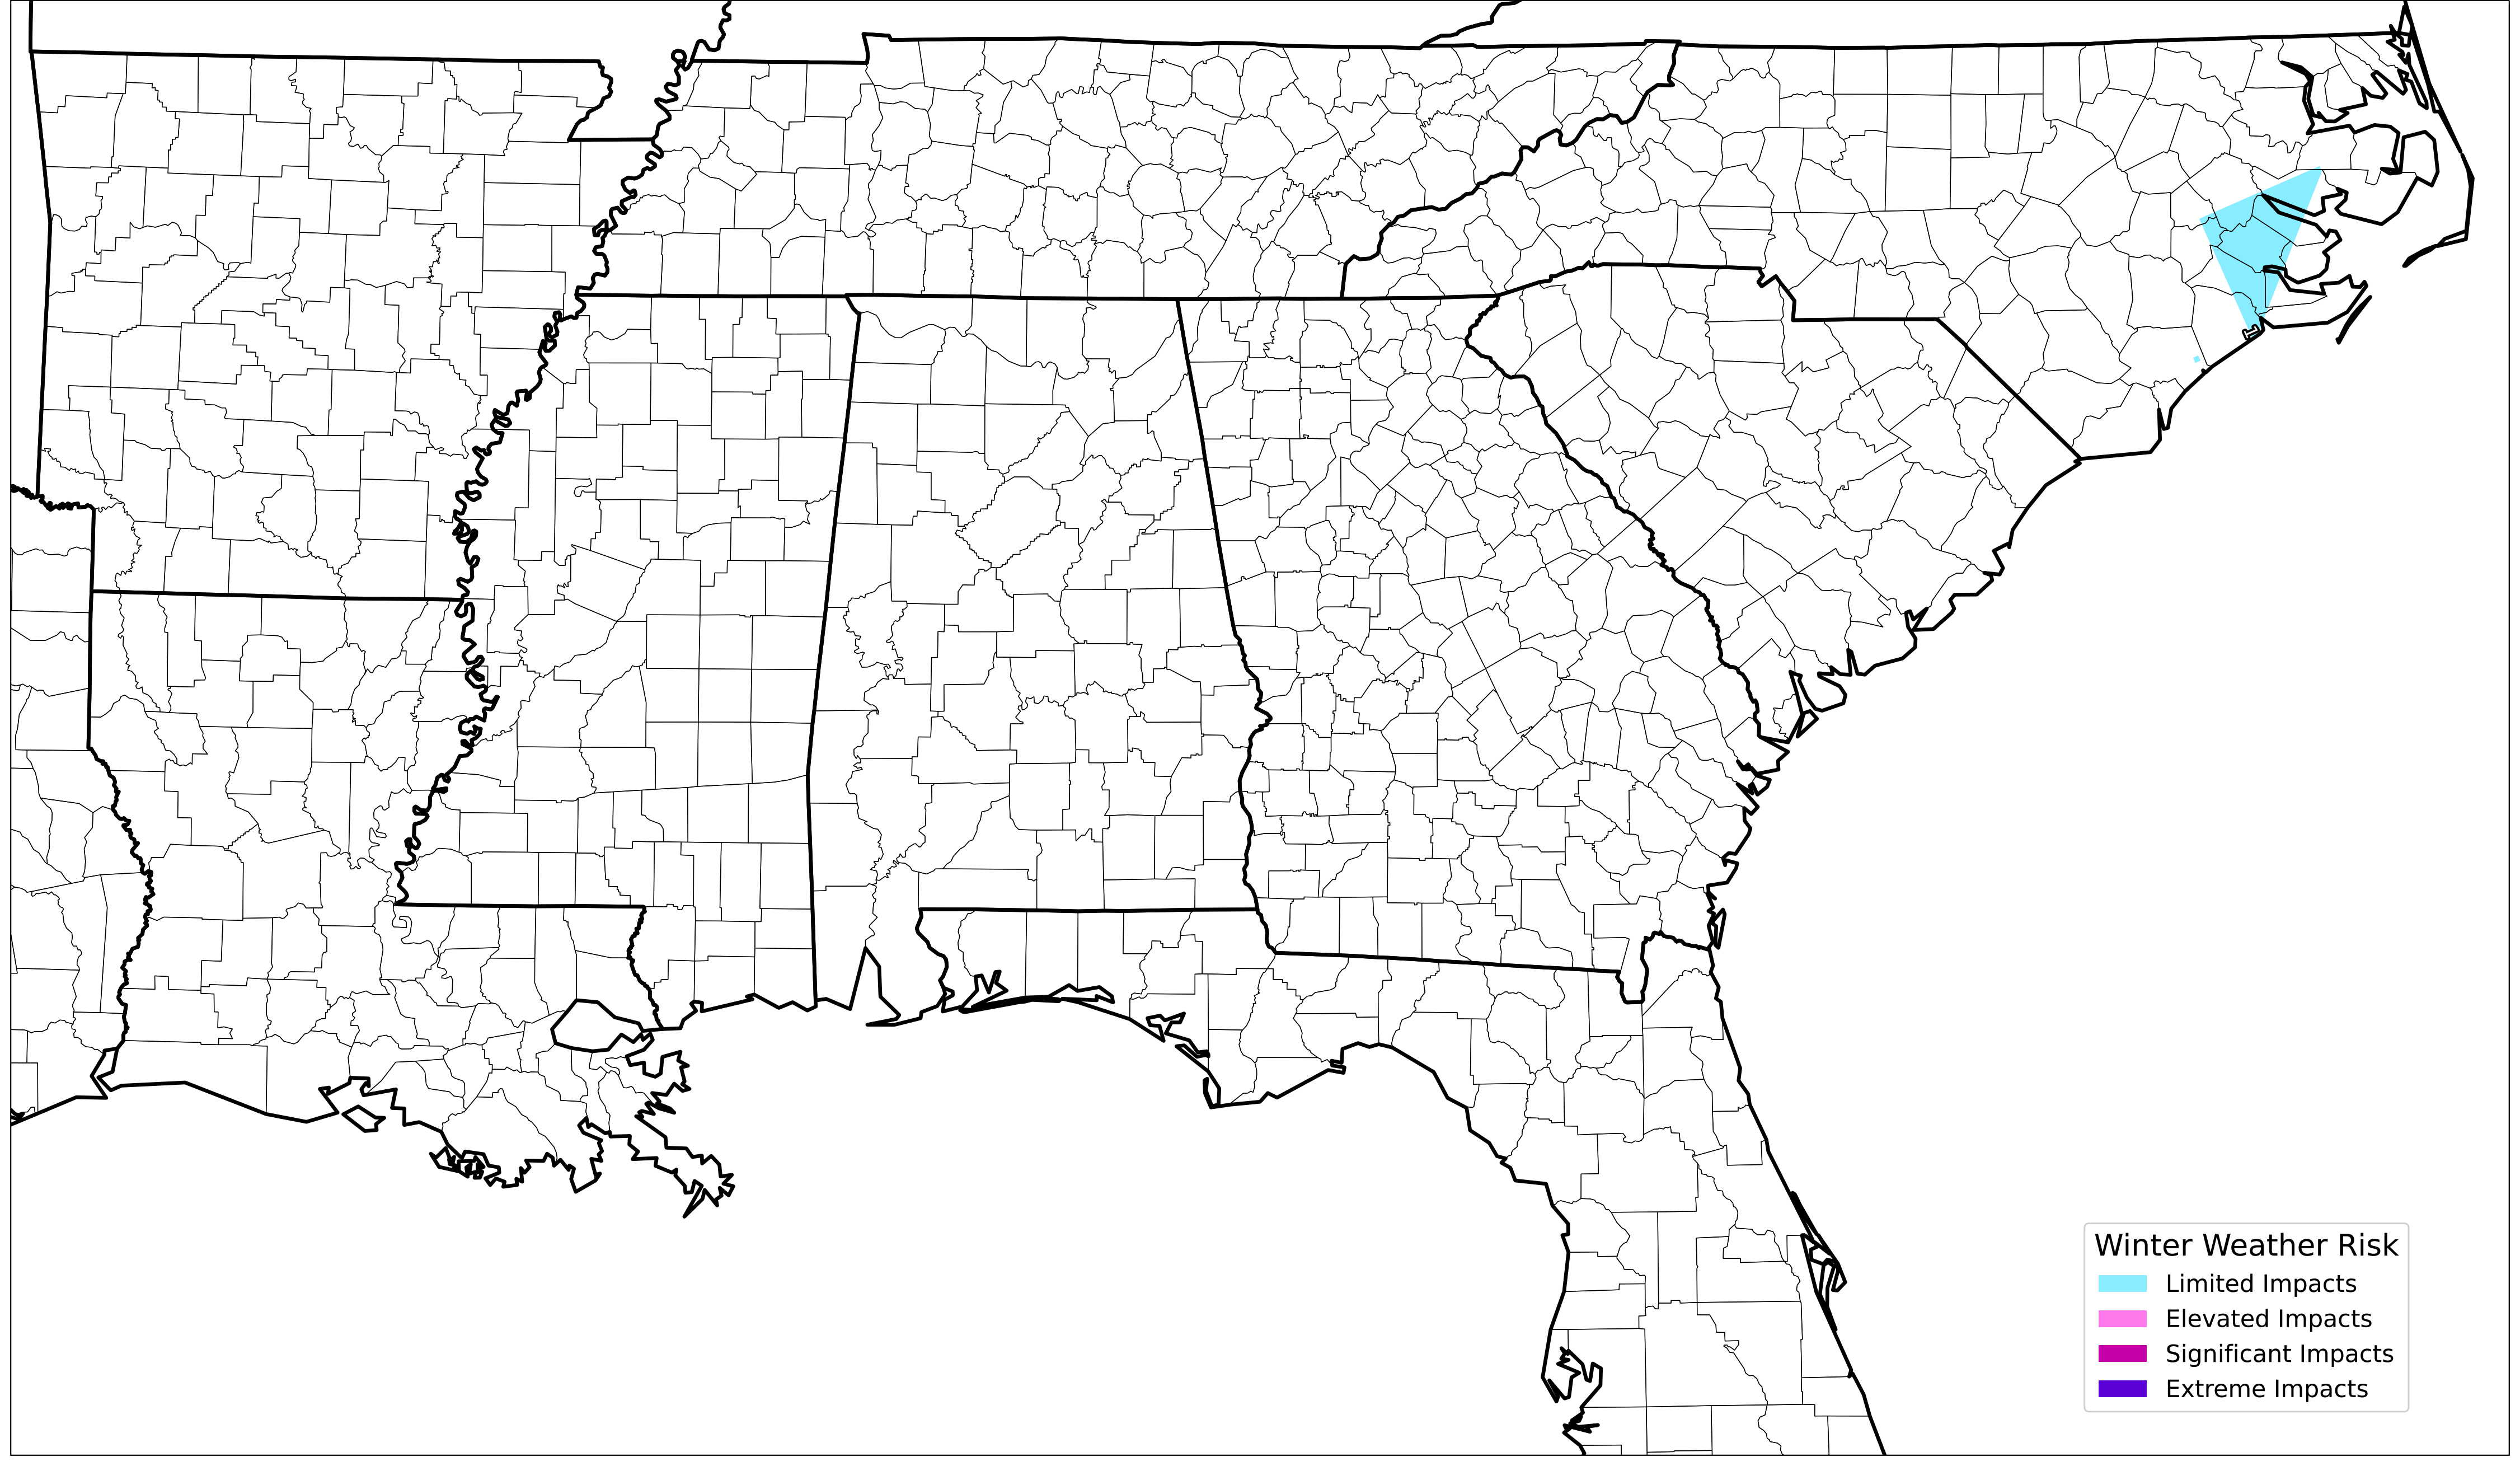 Winter Weather Risk
Limited Impacts
Elevated Impacts
Significant Impacts
Extreme Impacts